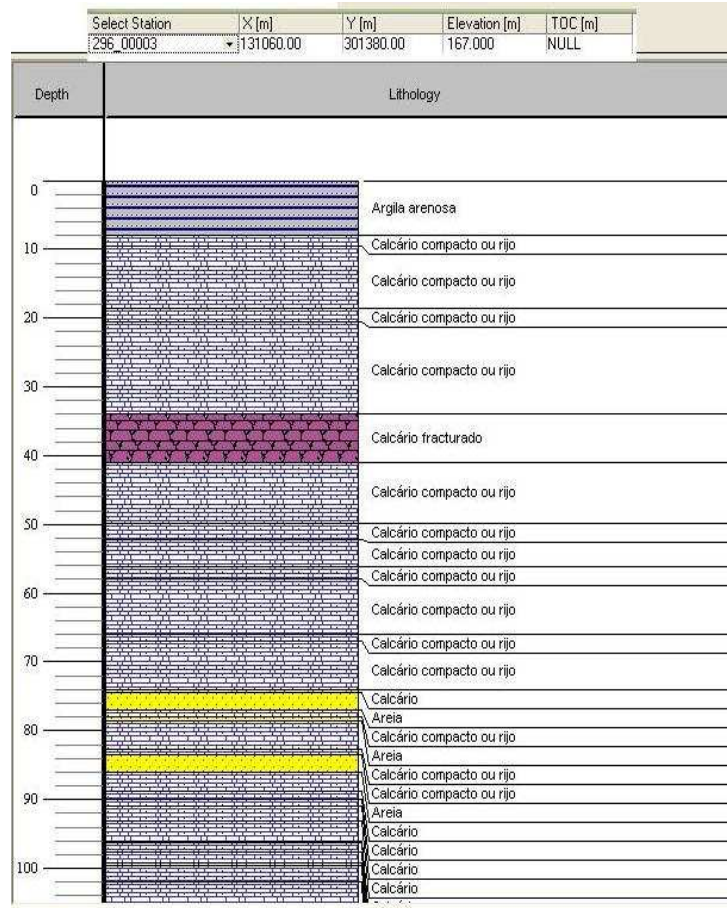 Select Station X [m] Y [m] Elevation [m] TOC [m]
296_00003 131060.00 301380.00 167.000 NULL
Depth Lithology
0
Argila arenosa
10 Calcário compacto ou rijo
Calcário compacto ou rijo
20 Calcário compacto ou rijo
Calcário compacto ou rijo
30
Calcário fracturado
40
Calcário compacto ou rijo
50
Calcário compacto ou rijo
Calcário compacto ou rijo
Calcário compacto ou rijo
60
Calcário compacto ou rijo
Calcário compacto ou rijo
70
Calcário compacto ou rijo
Calcário
Areia
80 Calcário compacto ou rijo
Areia
Calcário compacto ou rijo
Calcário compacto ou rijo
90
Areia
Calcário
Calcário
100 Calcário
Calcário